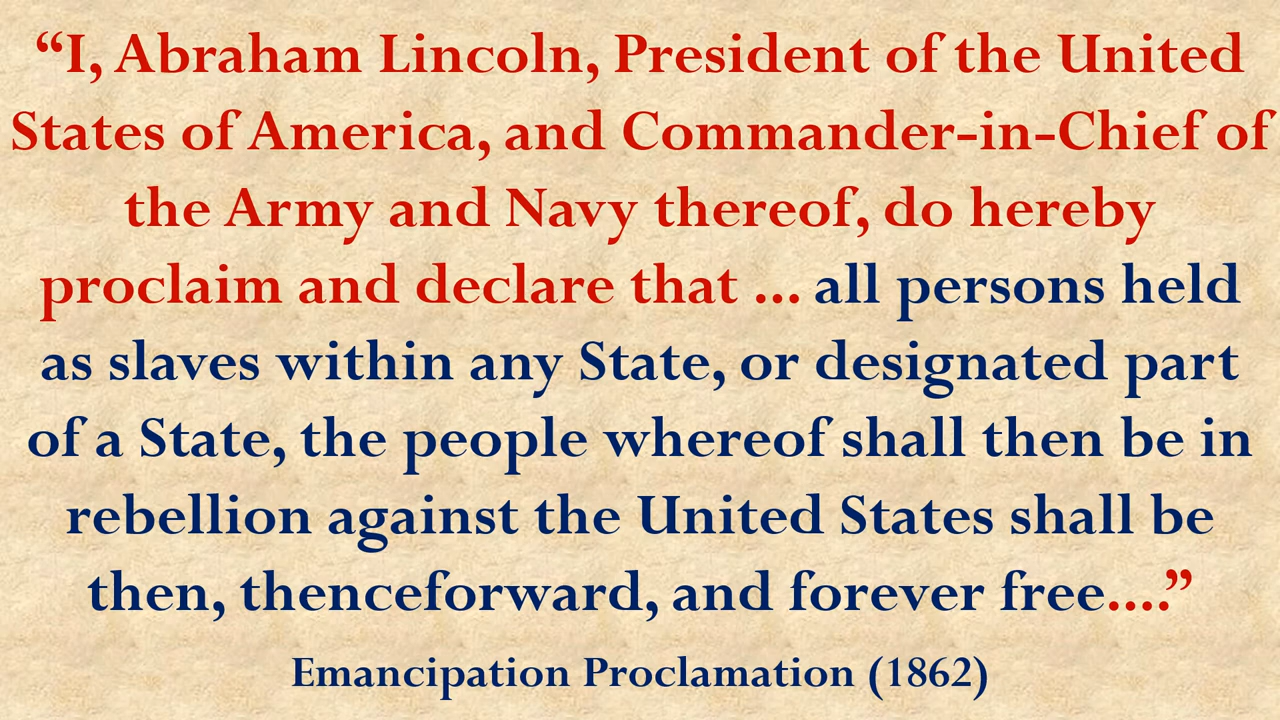 “I, Abraham Lincoln, President of the United
States of America, and Commander-in-Chief of
the Army and Navy thereof, do hereby
proclaim and declare that ... all persons held
as slaves within any State, or designated part
of a State, the people whereof shall then be in
rebellion against the United States shall be
then, thenceforward, and forever free....”
Emancipation Proclamation (1862)